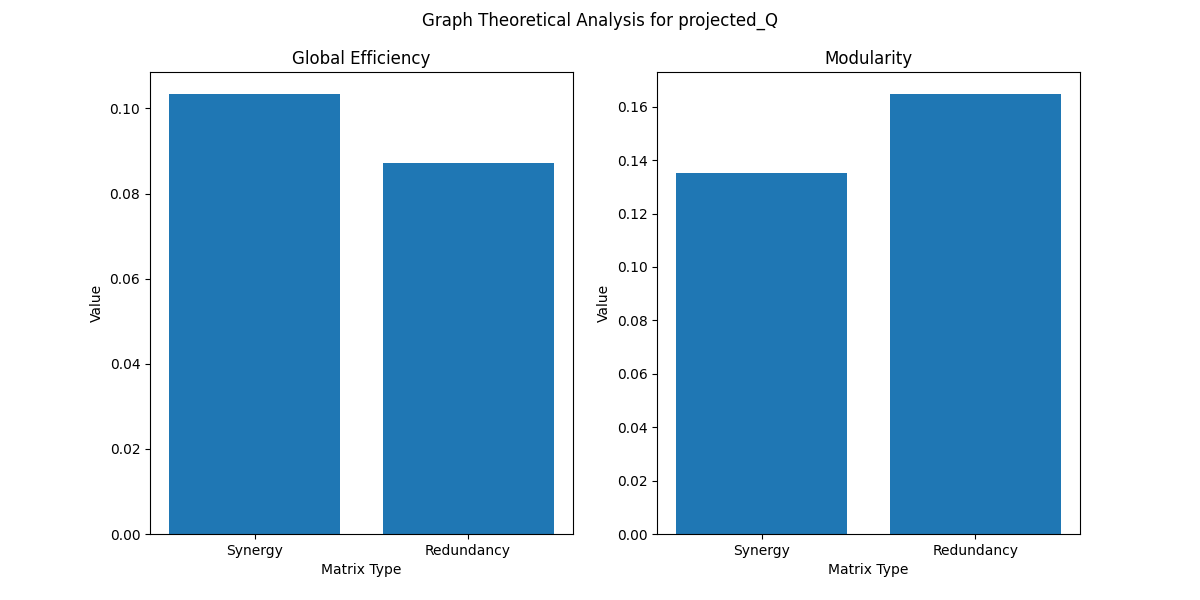 Graph Theoretical Analysis for projected_Q
Global Efficiency
0.10
0.08
0.06
0.04
0.02
0.00
Value
Synergy
Redundancy
Matrix Type
Modularity
0.16
0.14
0.12
0.10
0.08
0.06
0.04
0.02
0.00
Value
Synergy
Redundancy
Matrix Type